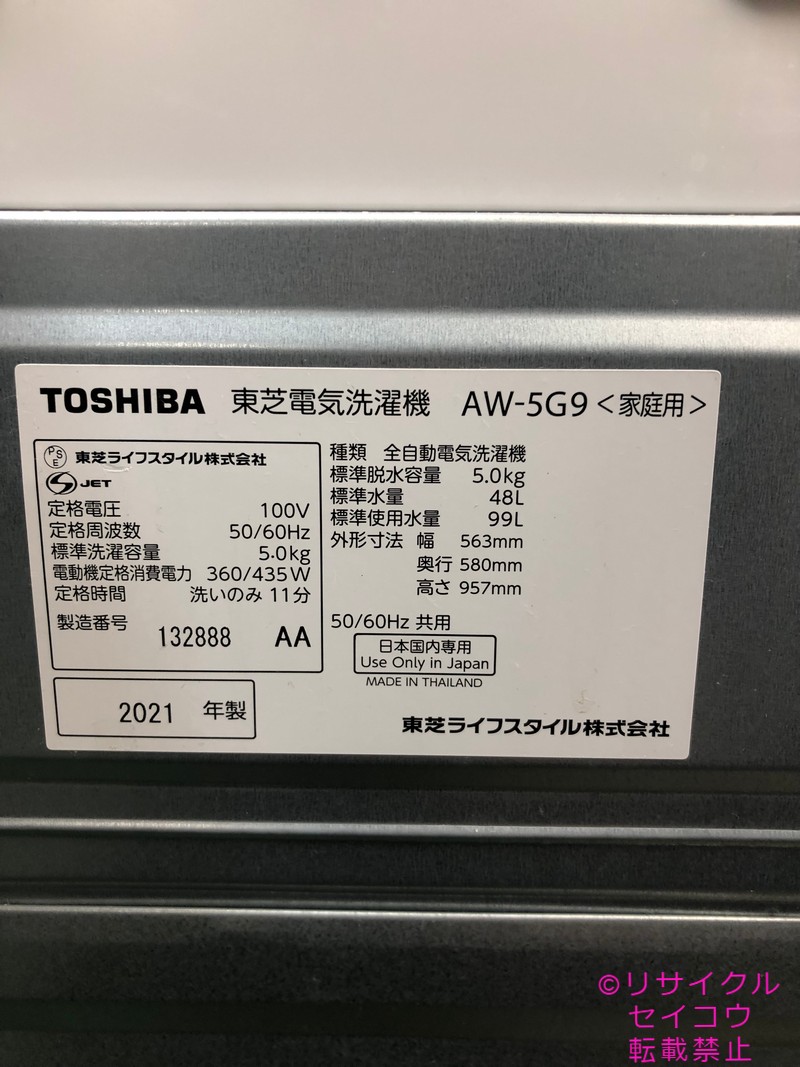 TOSHIBA 東芝電気洗濯機 AW-5G9 <家庭用>
PSE 東芝ライフスタイル株式会社
S JET
定格電圧 100V
定格周波数 50/60Hz
標準洗濯容量 5.0kg
電動機定格消費電力 360/435W
定格時間 洗いのみ 11分
製造番号 132888 AA
2021 年製
種類 全自動電気洗濯機
標準脱水容量 5.0kg
標準水量 48L
標準使用水量 99L
外形寸法 幅 563mm
奥行 580mm
高さ 957mm
50/60Hz 共用
日本国内専用
Use Only in Japan
MADE IN THAILAND
東芝ライフスタイル株式会社
©リサイクル
セイコウ
転載禁止